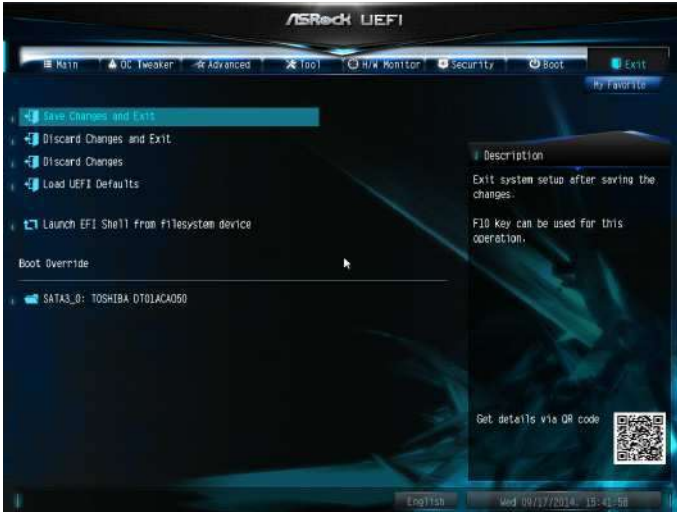 ASRock UEFI
Main
OC Tweaker
Advanced
Tool
H/W Monitor
Security
Boot
Exit
My Favorite
Save Changes and Exit
Discard Changes and Exit
Discard Changes
Load UEFI Defaults
Launch EFI Shell from filesystem device
Boot Override
SATA3_0: TOSHIBA DT01ACA050
Description
Exit system setup after saving the
changes.
F10 key can be used for this
operation.
Get details via QR code
English
Wed 09/17/2014, 15:41:58